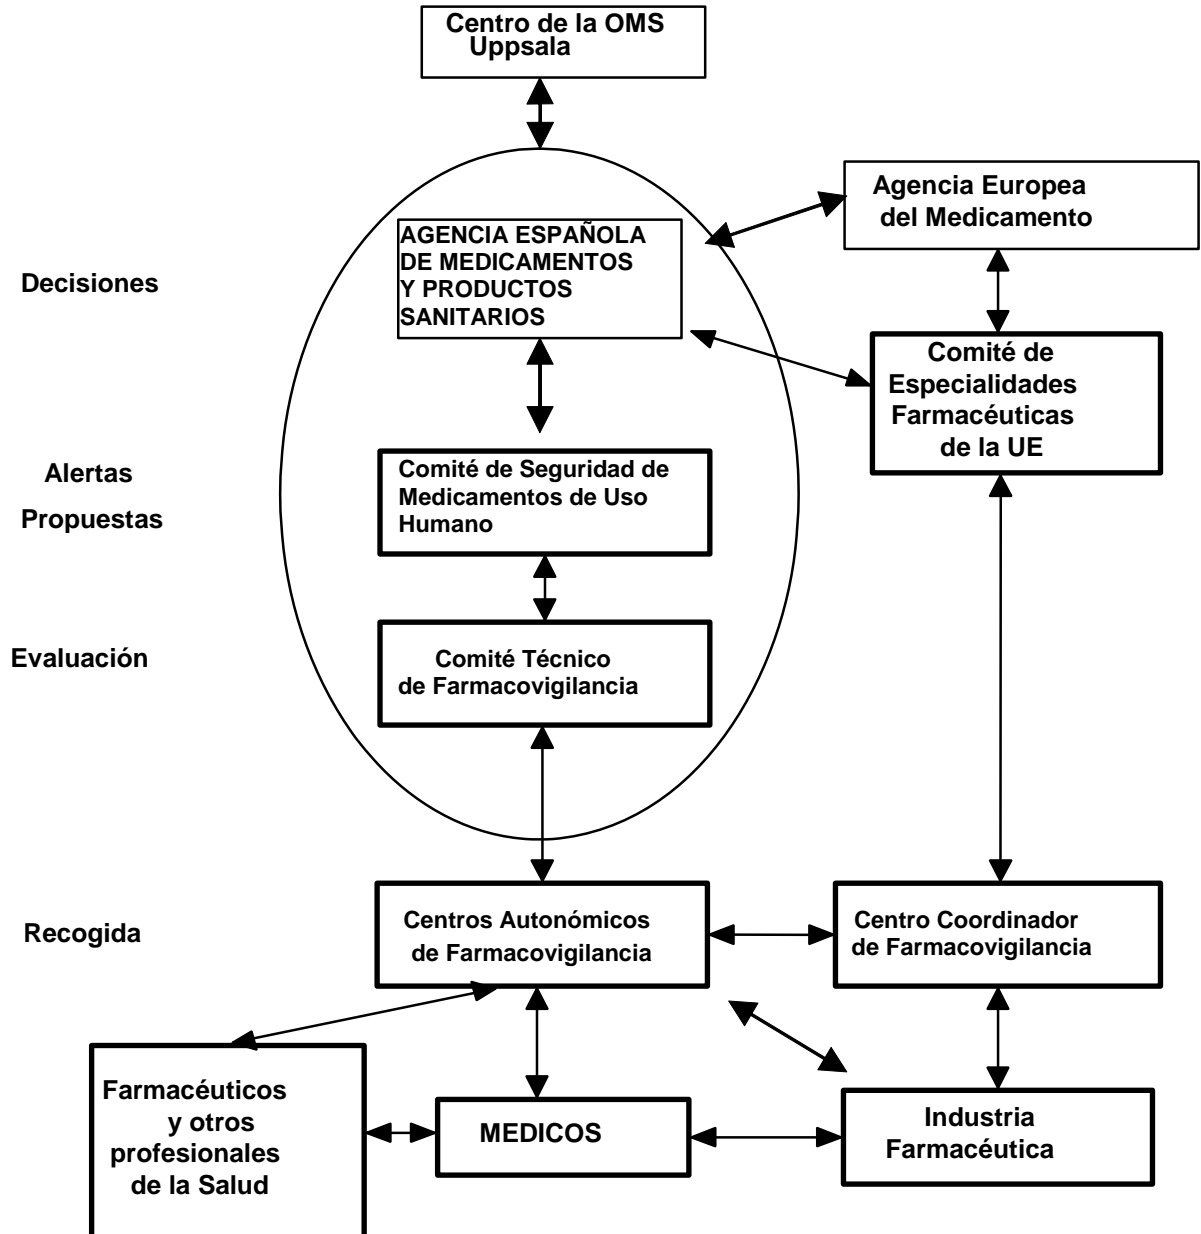 Centro de la OMS
Uppsala
Agencia Europea
del Medicamento
AGENCIA ESPAÑOLA
DE MEDICAMENTOS
Y PRODUCTOS
SANITARIOS
Decisiones
Comité de
Especialidades
Farmacéuticas
de la UE
Alertas
Propuestas
Comité de Seguridad de
Medicamentos de Uso
Humano
Evaluación
Comité Técnico
de Farmacovigilancia
Recogida
Centros Autonómicos
de Farmacovigilancia
Centro Coordinador
de Farmacovigilancia
Farmacéuticos
y otros
profesionales
de la Salud
MEDICOS
Industria
Farmacéutica